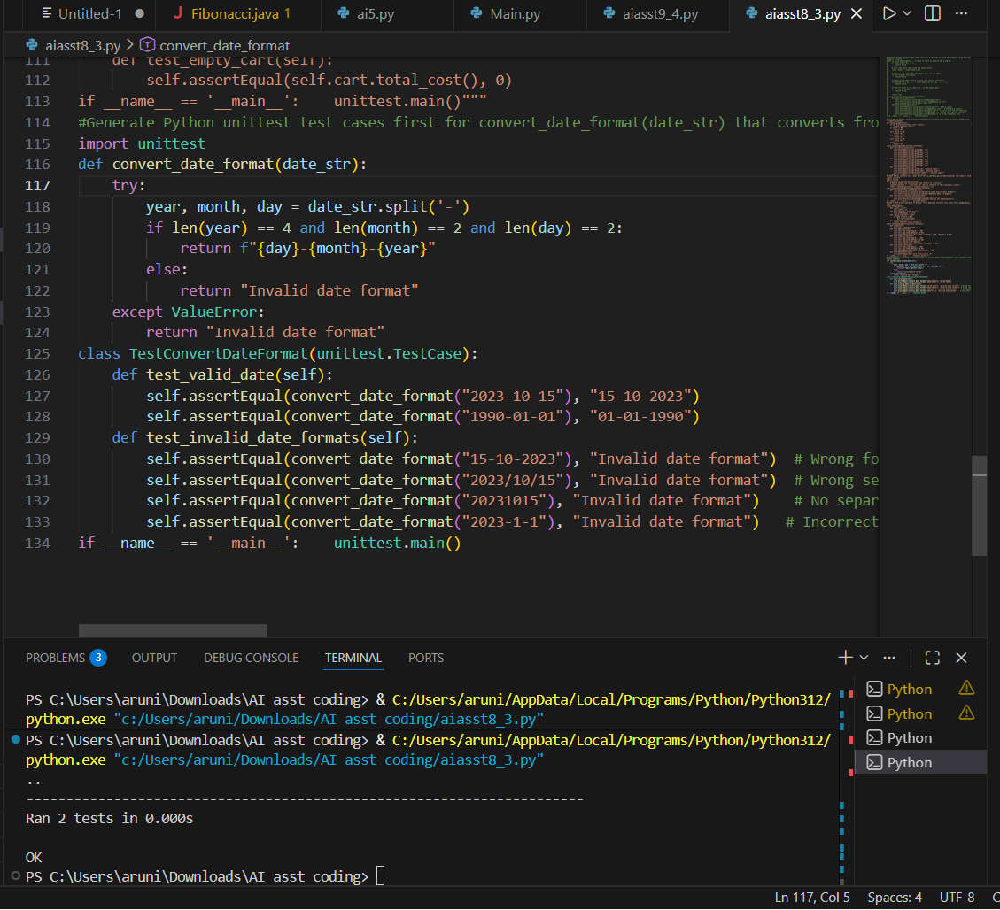 Untitled-1
Fibonacci.java 1
ai5.py
Main.py
aiasst9_4.py
aiasst8_3.py
aiasst8_3.py > convert_date_format
111 def test_empty_cart(self):
112 self.assertEqual(self.cart.total_cost(), 0)
113 if __name__ == '__main__': unittest.main()"""
114 #Generate Python unittest test cases first for convert_date_format(date_str) that converts fro
115 import unittest
116 def convert_date_format(date_str):
117 try:
118 year, month, day = date_str.split('-')
119 if len(year) == 4 and len(month) == 2 and len(day) == 2:
120 return f"{day}-{month}-{year}"
121 else:
122 return "Invalid date format"
123 except ValueError:
124 return "Invalid date format"
125 class TestConvertDateFormat(unittest.TestCase):
126 def test_valid_date(self):
127 self.assertEqual(convert_date_format("2023-10-15"), "15-10-2023")
128 self.assertEqual(convert_date_format("1990-01-01"), "01-01-1990")
129 def test_invalid_date_formats(self):
130 self.assertEqual(convert_date_format("15-10-2023"), "Invalid date format") # Wrong fo
131 self.assertEqual(convert_date_format("2023/10/15"), "Invalid date format") # Wrong se
132 self.assertEqual(convert_date_format("20231015"), "Invalid date format") # No separ
133 self.assertEqual(convert_date_format("2023-1-1"), "Invalid date format") # Incorrect
134 if __name__ == '__main__': unittest.main()
PROBLEMS 3 OUTPUT DEBUG CONSOLE TERMINAL PORTS
PS C:\Users\aruni\Downloads\AI asst coding> & C:/Users/aruni/AppData/Local/Programs/Python/Python312/
python.exe "c:/Users/aruni/Downloads/AI asst coding/aiasst8_3.py"
PS C:\Users\aruni\Downloads\AI asst coding> & C:/Users/aruni/AppData/Local/Programs/Python/Python312/
python.exe "c:/Users/aruni/Downloads/AI asst coding/aiasst8_3.py"
..
----------------------------------------------------------------------
Ran 2 tests in 0.000s
OK
PS C:\Users\aruni\Downloads\AI asst coding>
Python
Python
Python
Python
Ln 117, Col 5 Spaces: 4 UTF-8 C